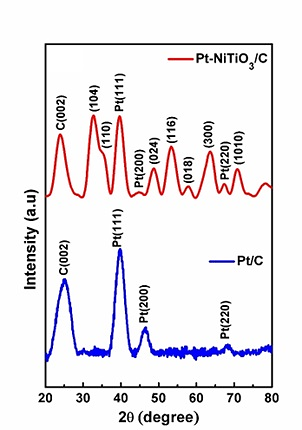 Pt-NiTiO3/C
C(002)
(104)
(110)
Pt(111)
Pt(200)
(024)
(116)
(018)
(300)
Pt(220)
(1010)
Intensity (a.u)
Pt/C
C(002)
Pt(111)
Pt(200)
Pt(220)
20 30 40 50 60 70 80
2θ (degree)